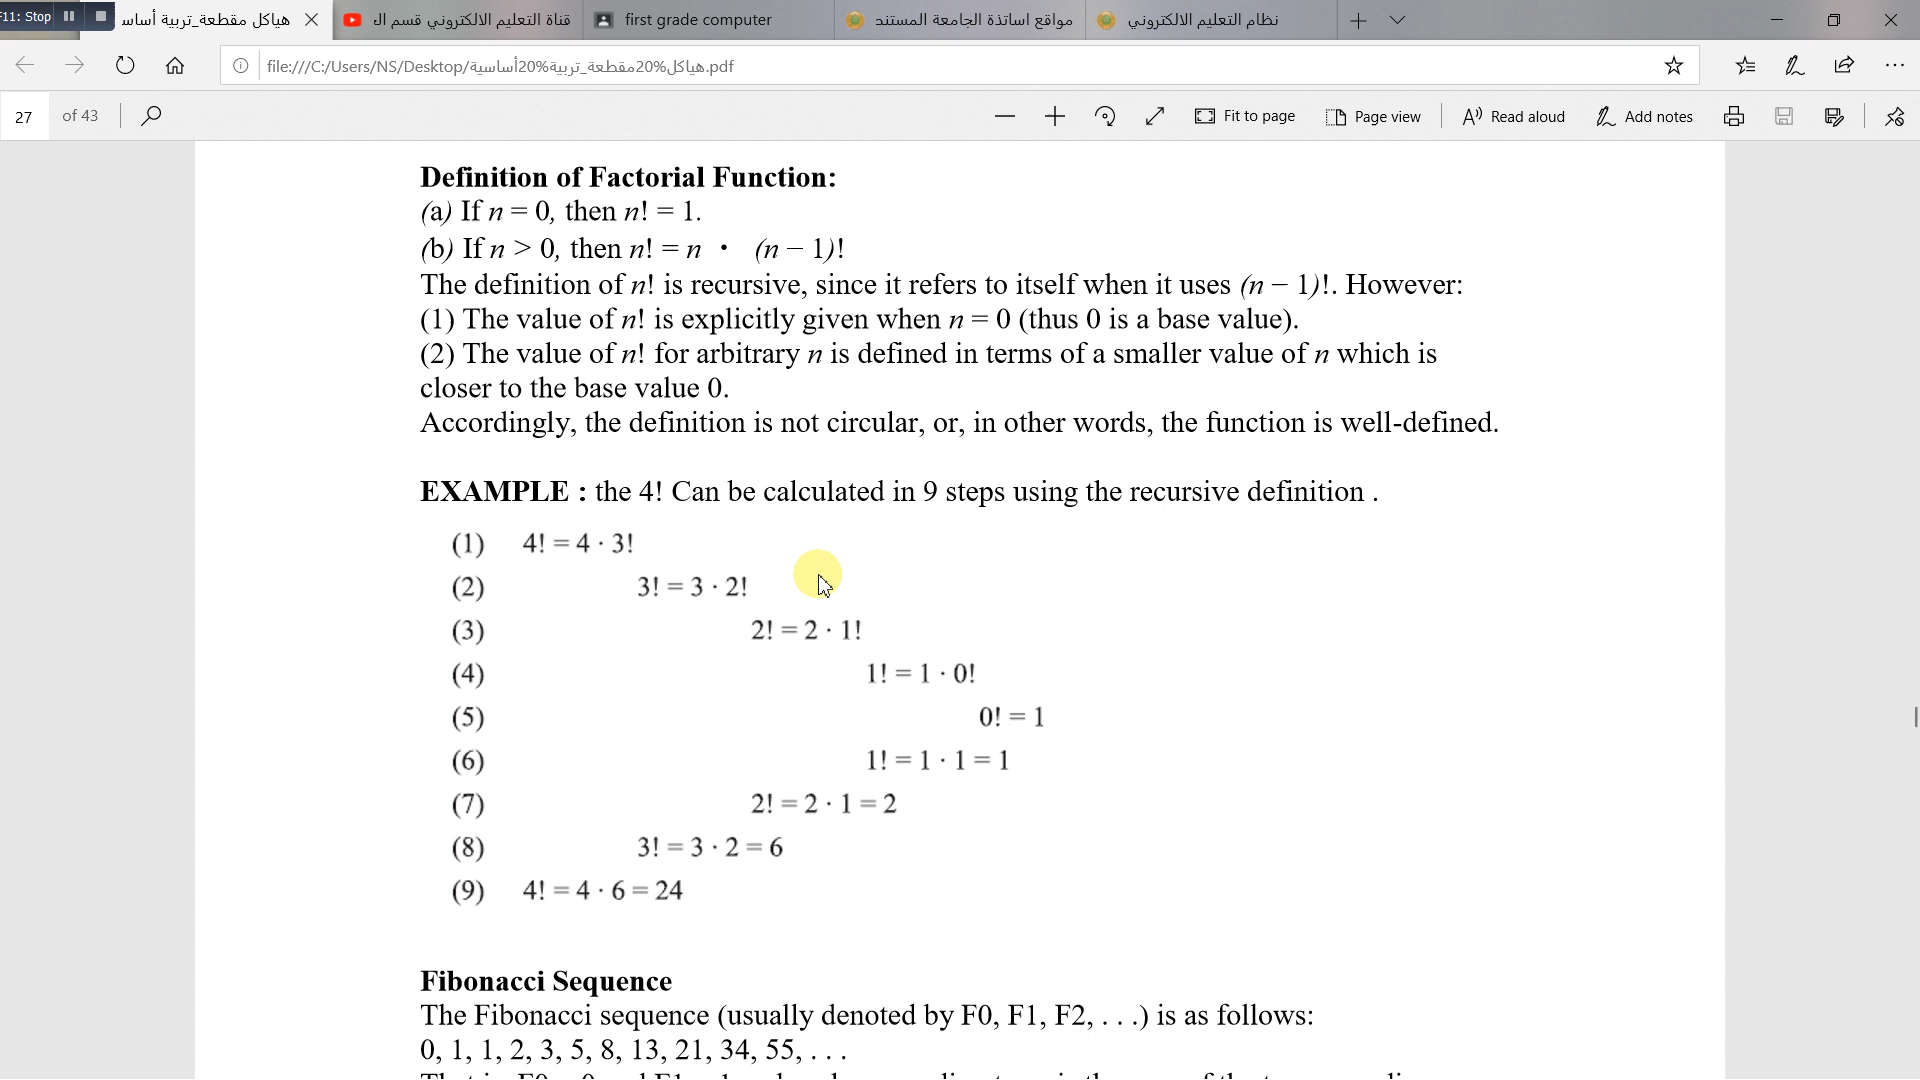 F11: Stop
هياكل مقطعة_تربية أساس
قناة التعليم الالكتروني قسم ال
first grade computer
مواقع اساتذة الجامعة المستند
نظام التعليم الالكتروني
file:///C:/Users/NS/Desktop/هياكل%20مقطعة_تربية%20أساسية.pdf
27 of 43
Fit to page
Page view
Read aloud
Add notes
Definition of Factorial Function:
(a) If n = 0, then n! = 1.
(b) If n > 0, then n! = n · (n − 1)!
The definition of n! is recursive, since it refers to itself when it uses (n − 1)!. However:
(1) The value of n! is explicitly given when n = 0 (thus 0 is a base value).
(2) The value of n! for arbitrary n is defined in terms of a smaller value of n which is
closer to the base value 0.
Accordingly, the definition is not circular, or, in other words, the function is well-defined.
EXAMPLE : the 4! Can be calculated in 9 steps using the recursive definition .
(1) 4! = 4 · 3!
(2) 3! = 3 · 2!
(3) 2! = 2 · 1!
(4) 1! = 1 · 0!
(5) 0! = 1
(6) 1! = 1 · 1 = 1
(7) 2! = 2 · 1 = 2
(8) 3! = 3 · 2 = 6
(9) 4! = 4 · 6 = 24
Fibonacci Sequence
The Fibonacci sequence (usually denoted by F0, F1, F2, . . .) is as follows:
0, 1, 1, 2, 3, 5, 8, 13, 21, 34, 55, . . .